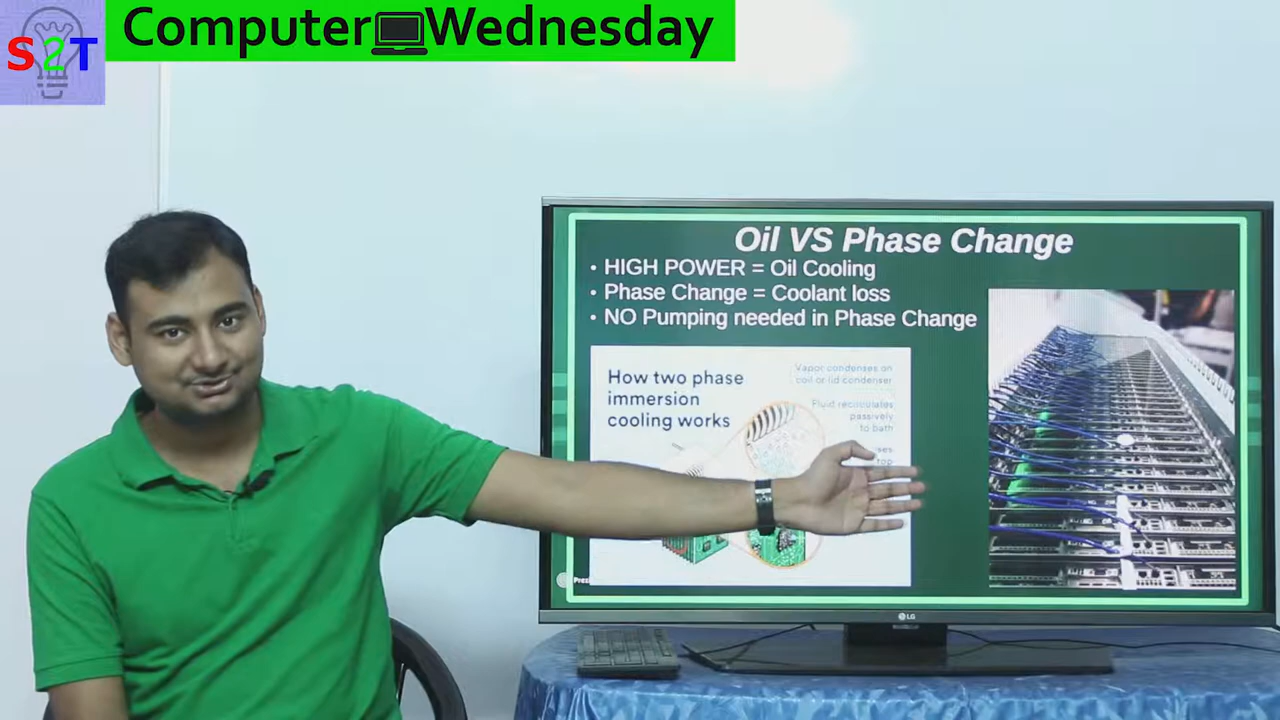 S2T
Computer Wednesday
Oil VS Phase Change
• HIGH POWER = Oil Cooling
• Phase Change = Coolant loss
• NO Pumping needed in Phase Change
How two phase
immersion
cooling works
Vapor condenses on
coil or lid condenser
Fluid recirculates
passively
to bath
top
LG